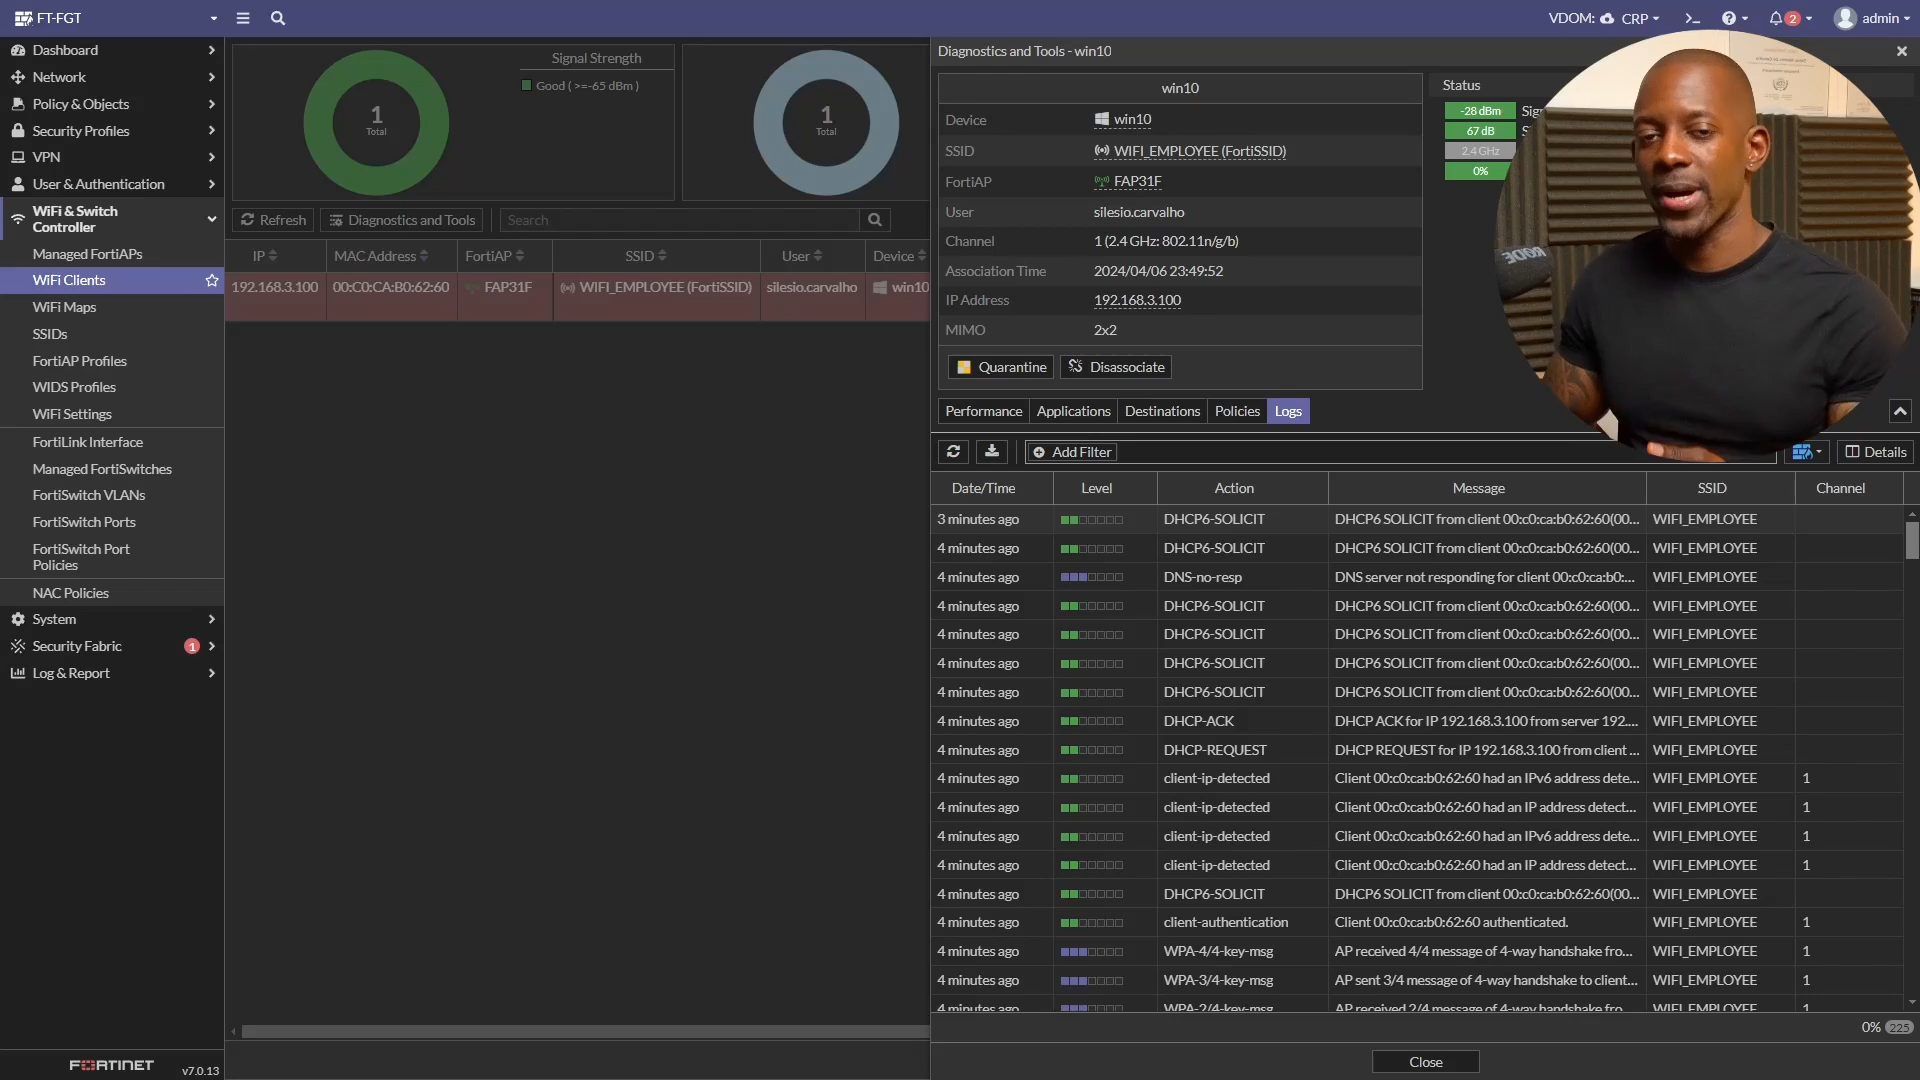 FT-FGT
VDOM: CRP
2
admin
Dashboard
Network
Policy & Objects
Security Profiles
VPN
User & Authentication
WiFi & Switch
Controller
Managed FortiAPs
WiFi Clients
WiFi Maps
SSIDs
FortiAP Profiles
WIDS Profiles
WiFi Settings
FortiLink Interface
Managed FortiSwitches
FortiSwitch VLANs
FortiSwitch Ports
FortiSwitch Port
Policies
NAC Policies
System
Security Fabric 1
Log & Report
FORTINET v7.0.13
1
Total
Signal Strength
Good ( >=-65 dBm )
1
Total
Refresh Diagnostics and Tools Search
IP MAC Address FortiAP SSID User Device
192.168.3.100 00:C0:CA:B0:62:60 FAP31F WIFI_EMPLOYEE (FortiSSID) silesio.carvalho win10
Diagnostics and Tools - win10
win10
Device win10
SSID WIFI_EMPLOYEE (FortiSSID)
FortiAP FAP31F
User silesio.carvalho
Channel 1 (2.4 GHz: 802.11n/g/b)
Association Time 2024/04/06 23:49:52
IP Address 192.168.3.100
MIMO 2x2
Quarantine Disassociate
Status
-28 dBm
67 dB
2.4 GHz
0%
RODE
Performance Applications Destinations Policies Logs
Add Filter Details
Date/Time Level Action Message SSID Channel
3 minutes ago DHCP6-SOLICIT DHCP6 SOLICIT from client 00:c0:ca:b0:62:60(00... WIFI_EMPLOYEE
4 minutes ago DHCP6-SOLICIT DHCP6 SOLICIT from client 00:c0:ca:b0:62:60(00... WIFI_EMPLOYEE
4 minutes ago DNS-no-resp DNS server not responding for client 00:c0:ca:b0:... WIFI_EMPLOYEE
4 minutes ago DHCP6-SOLICIT DHCP6 SOLICIT from client 00:c0:ca:b0:62:60(00... WIFI_EMPLOYEE
4 minutes ago DHCP6-SOLICIT DHCP6 SOLICIT from client 00:c0:ca:b0:62:60(00... WIFI_EMPLOYEE
4 minutes ago DHCP6-SOLICIT DHCP6 SOLICIT from client 00:c0:ca:b0:62:60(00... WIFI_EMPLOYEE
4 minutes ago DHCP6-SOLICIT DHCP6 SOLICIT from client 00:c0:ca:b0:62:60(00... WIFI_EMPLOYEE
4 minutes ago DHCP-ACK DHCP ACK for IP 192.168.3.100 from server 192.... WIFI_EMPLOYEE
4 minutes ago DHCP-REQUEST DHCP REQUEST for IP 192.168.3.100 from client ... WIFI_EMPLOYEE
4 minutes ago client-ip-detected Client 00:c0:ca:b0:62:60 had an IPv6 address dete... WIFI_EMPLOYEE 1
4 minutes ago client-ip-detected Client 00:c0:ca:b0:62:60 had an IP address detect... WIFI_EMPLOYEE 1
4 minutes ago client-ip-detected Client 00:c0:ca:b0:62:60 had an IPv6 address dete... WIFI_EMPLOYEE 1
4 minutes ago client-ip-detected Client 00:c0:ca:b0:62:60 had an IP address detect... WIFI_EMPLOYEE 1
4 minutes ago DHCP6-SOLICIT DHCP6 SOLICIT from client 00:c0:ca:b0:62:60(00... WIFI_EMPLOYEE
4 minutes ago client-authentication Client 00:c0:ca:b0:62:60 authenticated. WIFI_EMPLOYEE 1
4 minutes ago WPA-4/4-key-msg AP received 4/4 message of 4-way handshake fro... WIFI_EMPLOYEE 1
4 minutes ago WPA-3/4-key-msg AP sent 3/4 message of 4-way handshake to client... WIFI_EMPLOYEE 1
4 minutes ago WPA-2/4-key-msg AP received 2/4 message of 4-way handshake fro... WIFI_EMPLOYEE 1
0% 225
Close